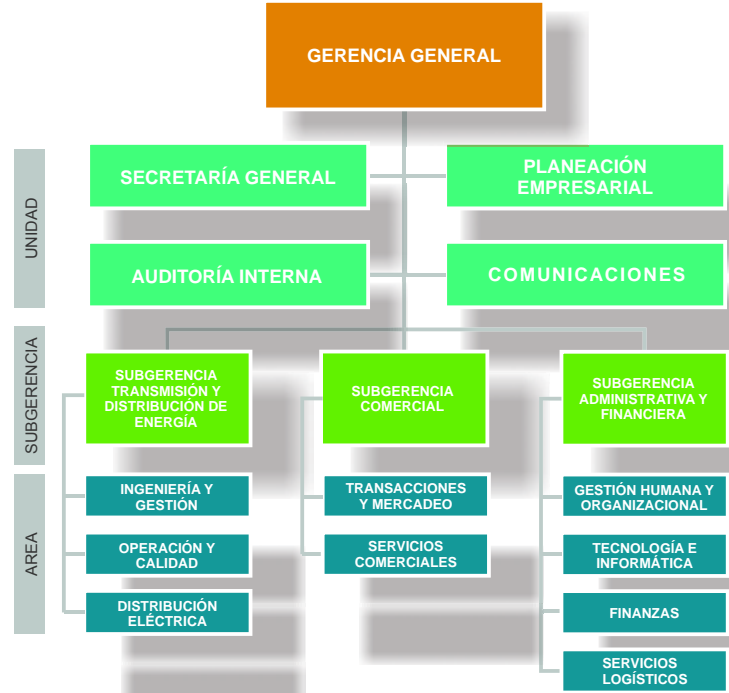 GERENCIA GENERAL
UNIDAD
SECRETARÍA GENERAL
PLANEACIÓN
EMPRESARIAL
AUDITORÍA INTERNA
COMUNICACIONES
SUBGERENCIA
SUBGERENCIA
TRANSMISIÓN Y
DISTRIBUCIÓN DE
ENERGÍA
SUBGERENCIA
COMERCIAL
SUBGERENCIA
ADMINISTRATIVA Y
FINANCIERA
AREA
INGENIERÍA Y
GESTIÓN
TRANSACCIONES
Y MERCADEO
GESTIÓN HUMANA Y
ORGANIZACIONAL
OPERACIÓN Y
CALIDAD
SERVICIOS
COMERCIALES
TECNOLOGÍA E
INFORMÁTICA
DISTRIBUCIÓN
ELÉCTRICA
FINANZAS
SERVICIOS
LOGÍSTICOS